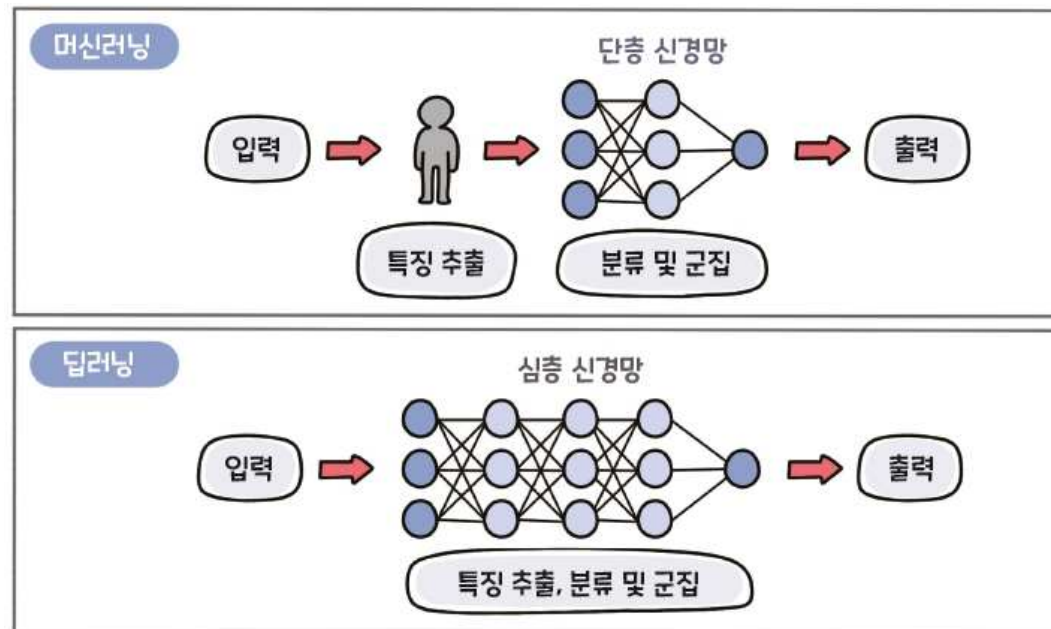 머신러닝
단층 신경망
입력
출력
특징 추출
분류 및 군집
딥러닝
심층 신경망
입력
출력
특징 추출, 분류 및 군집